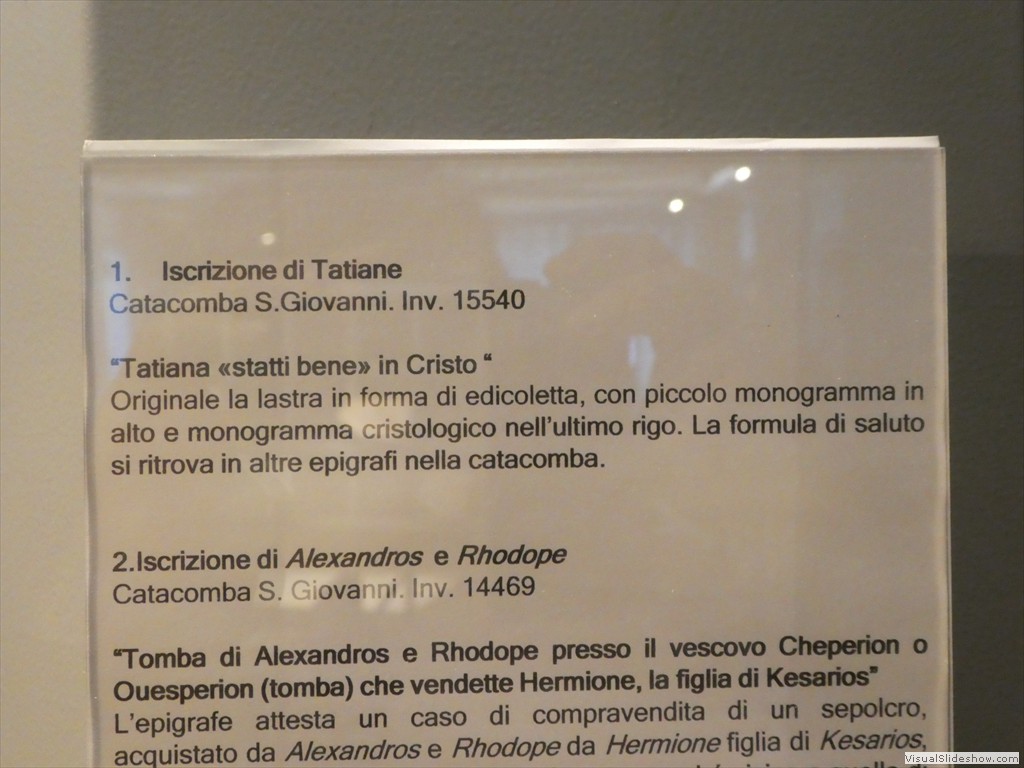 1. Iscrizione di Tatiane
Catacomba S.Giovanni. Inv. 15540
“Tatiana «statti bene» in Cristo “
Originale la lastra in forma di edicoletta, con piccolo monogramma in
alto e monogramma cristologico nell’ultimo rigo. La formula di saluto
si ritrova in altre epigrafi nella catacomba.
2.Iscrizione di Alexandros e Rhodope
Catacomba S. Giovanni. Inv. 14469
“Tomba di Alexandros e Rhodope presso il vescovo Cheperion o
Ouesperion (tomba) che vendette Hermione, la figlia di Kesarios”
L’epigrafe attesta un caso di compravendita di un sepolcro,
acquistato da Alexandros e Rhodope da Hermione figlia di Kesarios,
VisualSlideshow.com